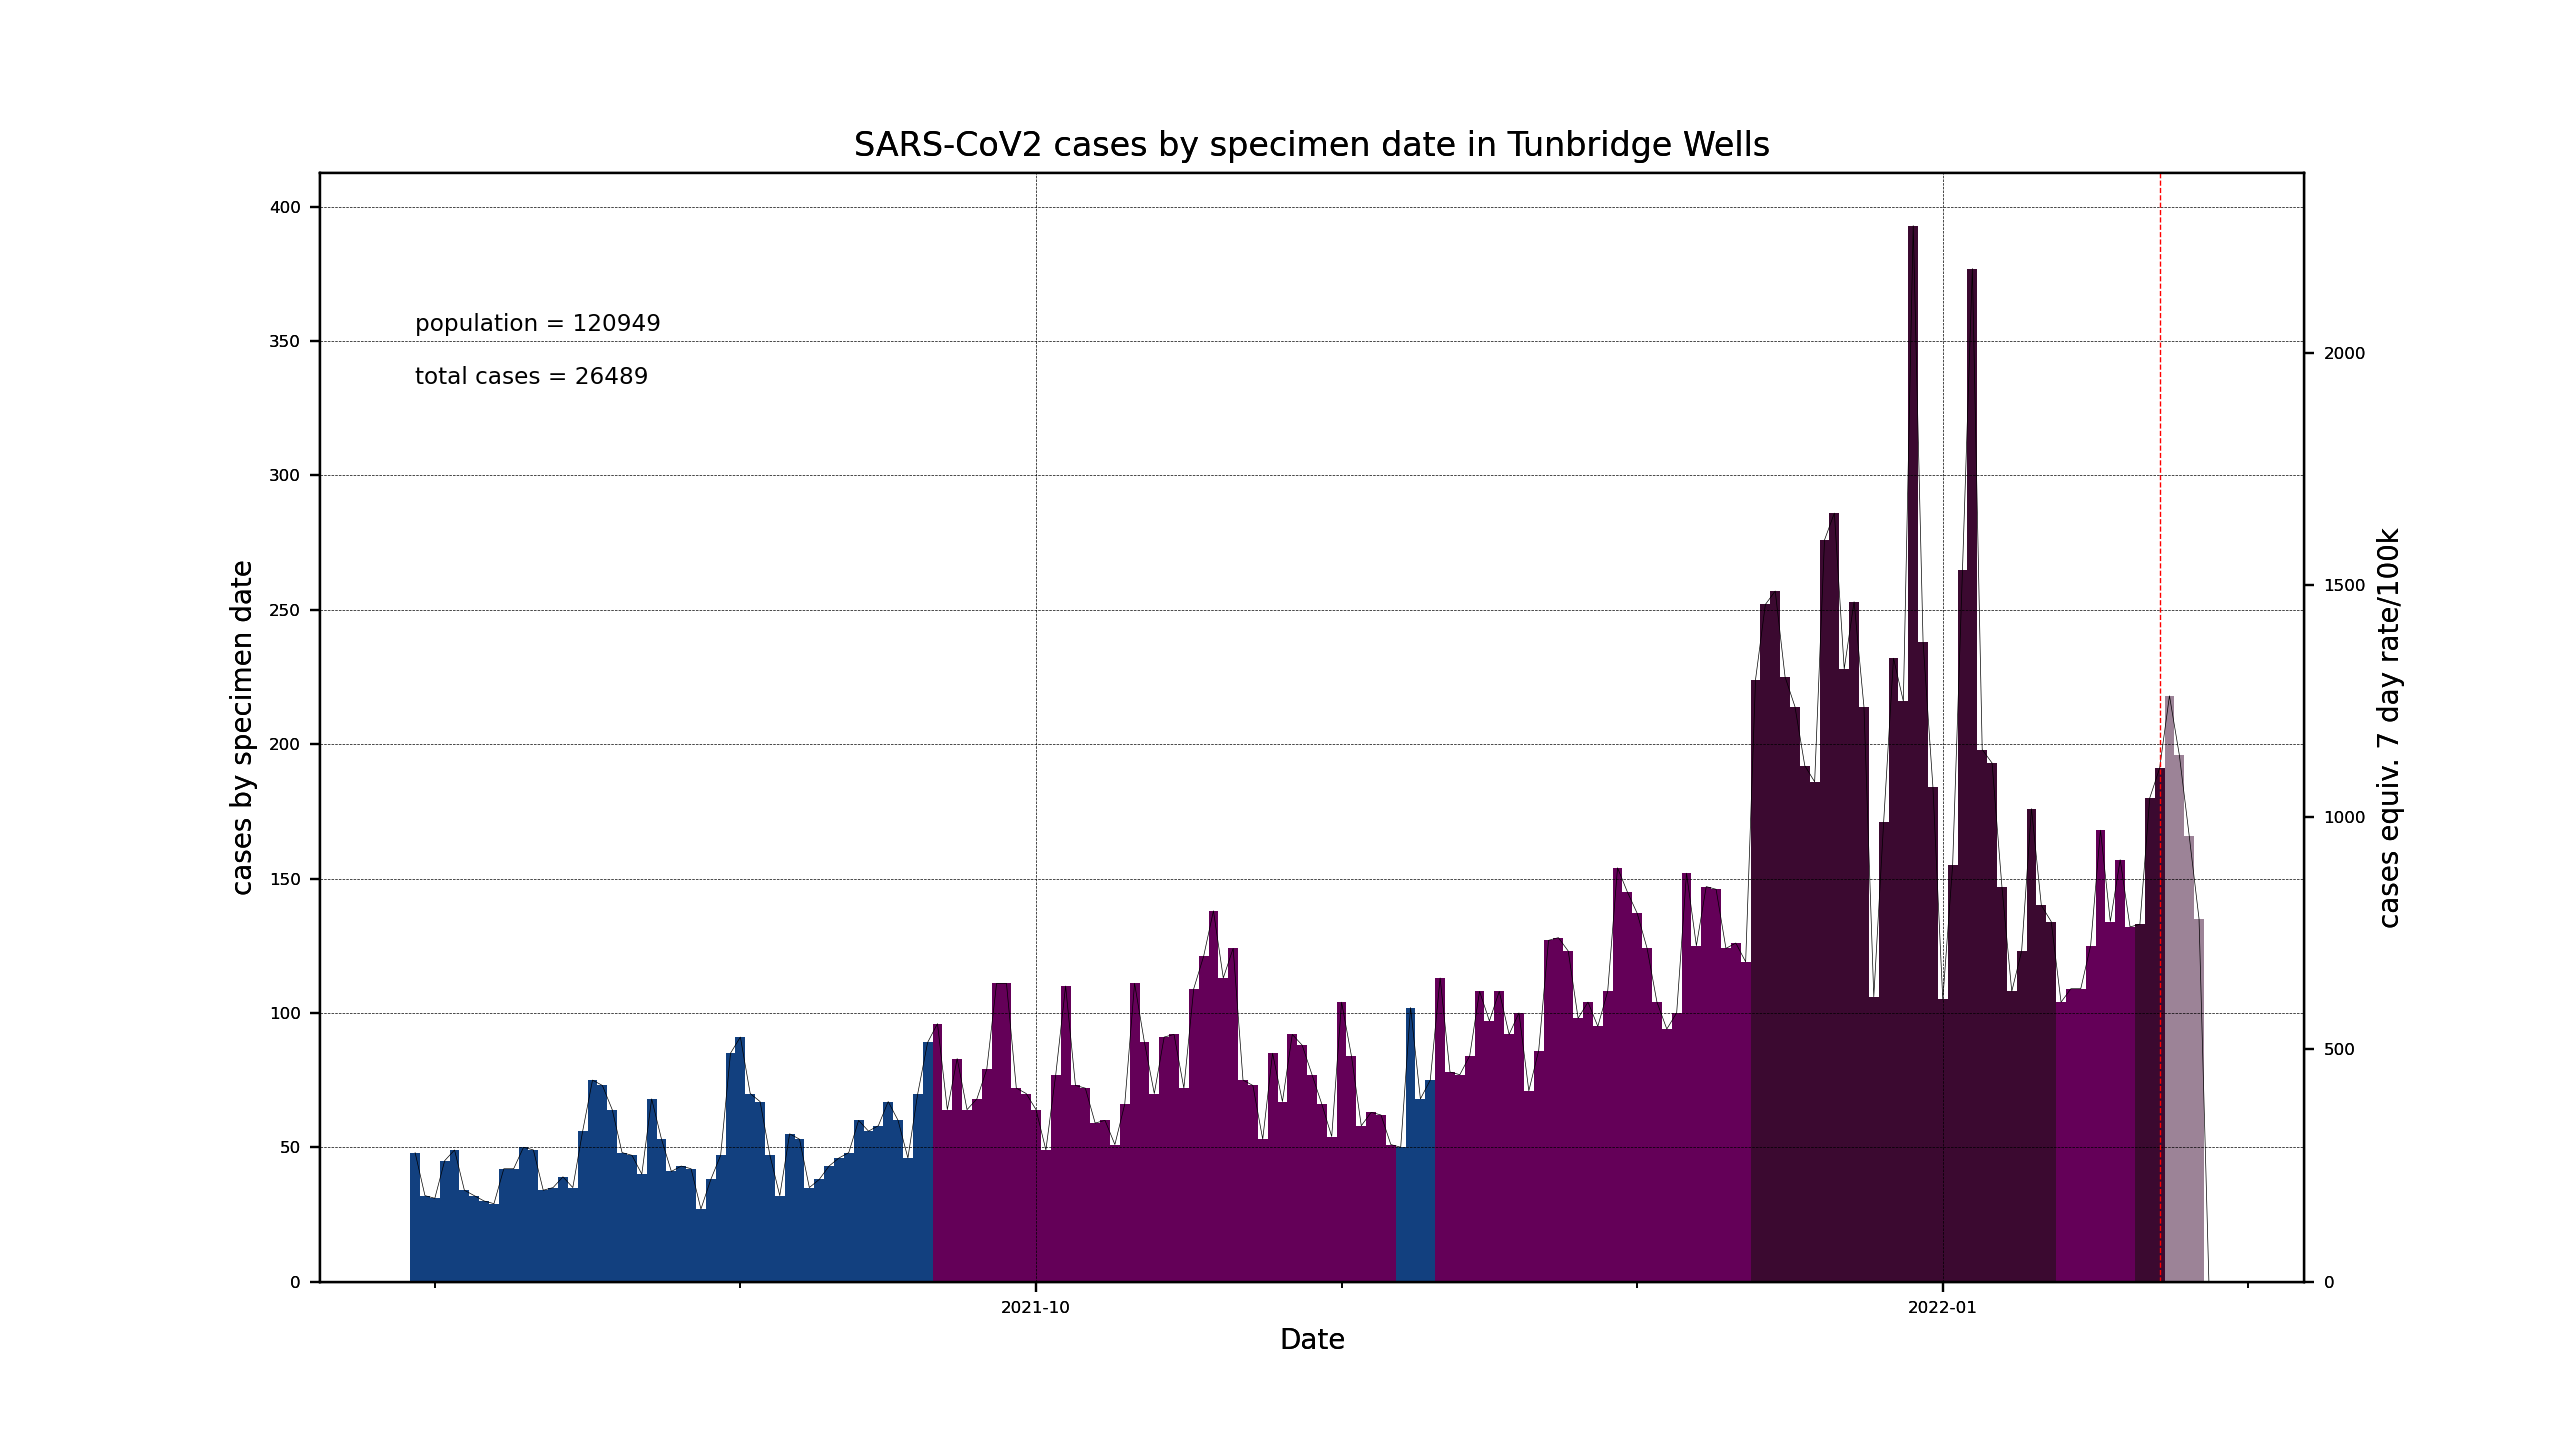 SARS-CoV2 cases by specimen date in Tunbridge Wells
population = 120949
total cases = 26489
cases by specimen date
400
350
300
250
200
150
100
50
0
2000
1500
1000
500
0
cases equiv. 7 day rate/100k
2021-10
2022-01
Date